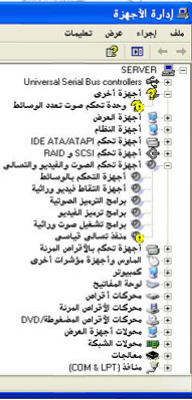 إدارة الأجهزة
ملف إجراء عرض تعليمات
SERVER
Universal Serial Bus controllers
أجهزة أخرى
وحدة تحكم صوت تعدد الوسائط
أجهزة العرض
أجهزة النظام
أجهزة تحكم IDE ATA/ATAPI
أجهزة تحكم SCSI و RAID
أجهزة تحكم الصوت والفيديو والتسالي
أجهزة التحكم بالوسائط
أجهزة التقاط فيديو وراثية
برامج الترميز الصوتية
برامج ترميز الفيديو
برامج تشغيل صوت وراثية
منفذ تسالي قياسي
أجهزة تحكم بالأقراص المرنة
الماوس وأجهزة مؤشرات أخرى
كمبيوتر
لوحة المفاتيح
محركات أقراص
محركات الأقراص المرنة
محركات الأقراص المضغوطة/DVD
محولات أجهزة العرض
محولات الشبكة
معالجات
منافذ (COM & LPT)